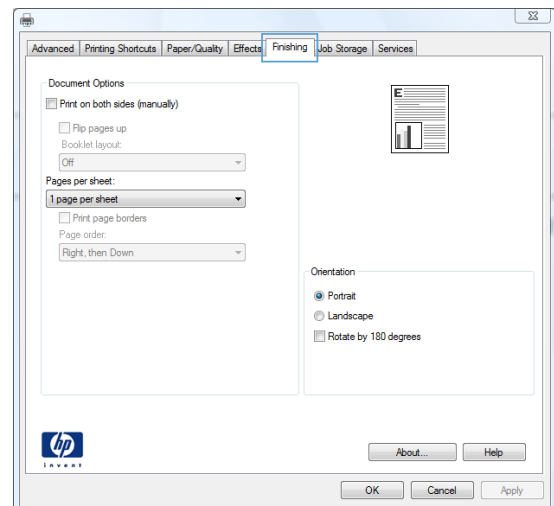 Advanced Printing Shortcuts Paper/Quality Effects Finishing Job Storage Services
Document Options
Print on both sides (manually)
Flip pages up
Booklet layout:
Off
Pages per sheet:
1 page per sheet
Print page borders
Page order:
Right, then Down
E
Orientation
Portrait
Landscape
Rotate by 180 degrees
hp
invent
About... Help
OK Cancel Apply